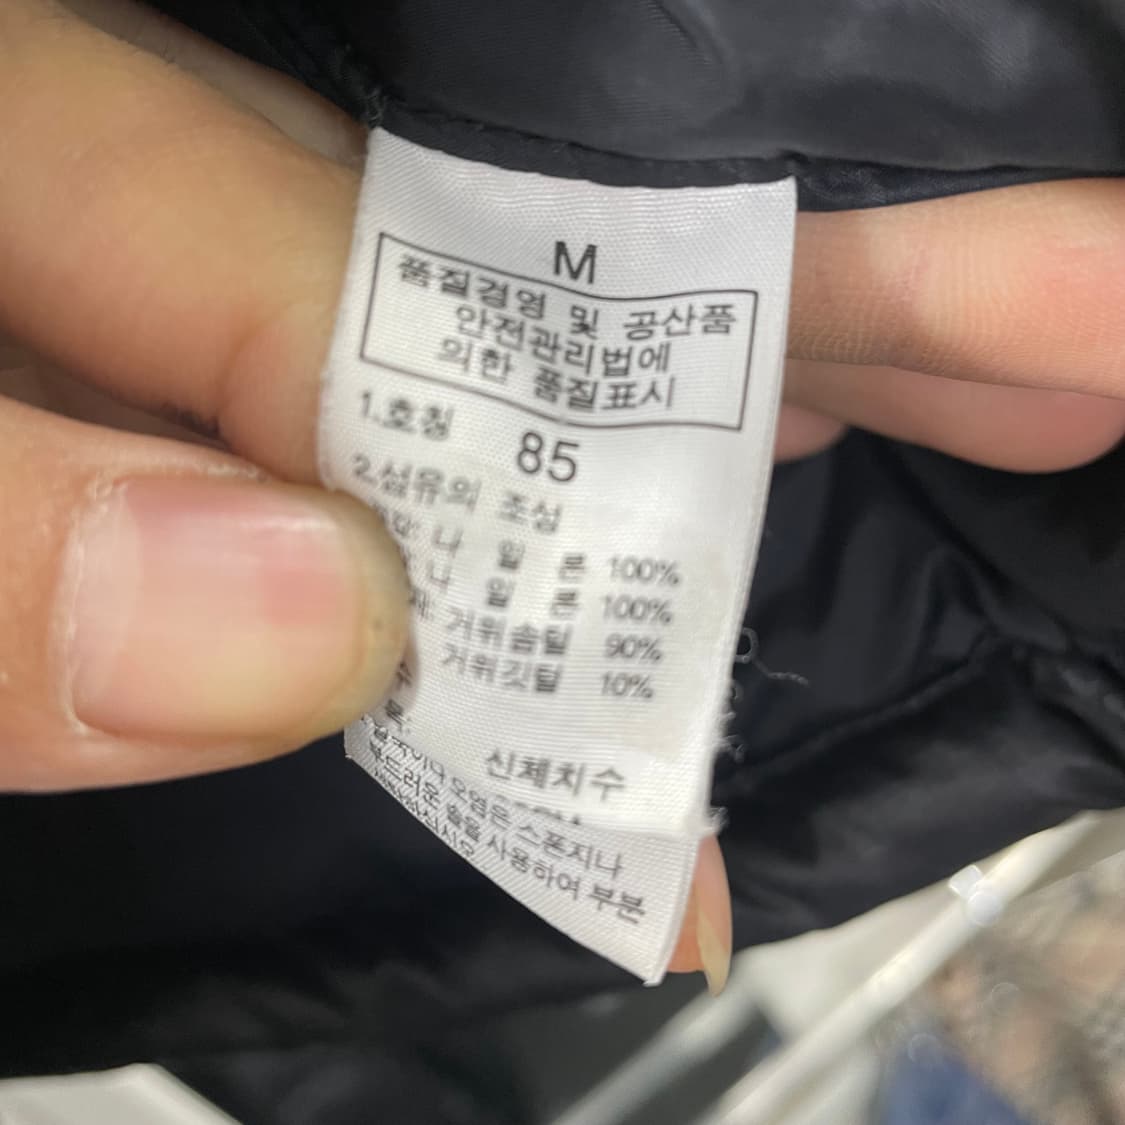 M
품질경영 및 공산품
안전관리법에
의한 품질표시
1.호칭 85
2.섬유의 조성
나 일 론 100%
나 일 론 100%
거위솜털 90%
거위깃털 10%
신체치수
오염은 스폰지나
부드러운 솔을 사용하여 부분